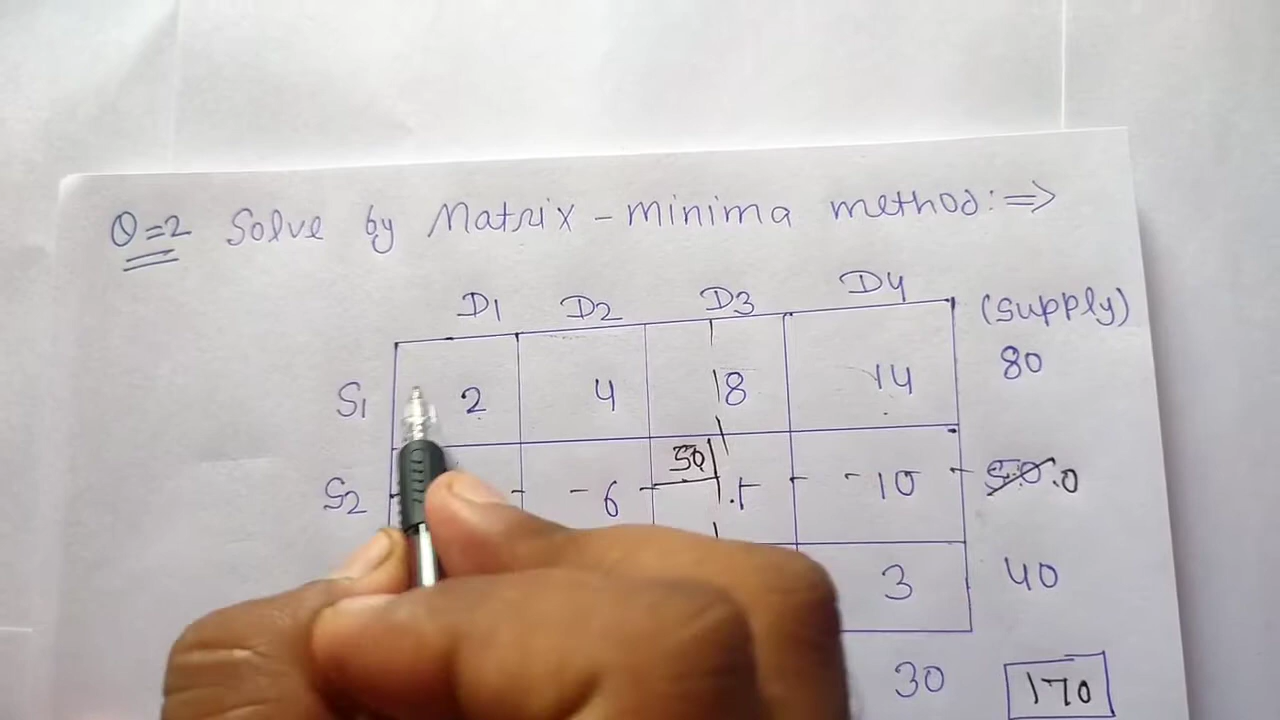 Q=2 Solve by Matrix - minima method:⇒
D1 D2 D3 D4 (supply)
S1 2 4 8 14 80
S2 6 50 10 50 0
3 40
30 170